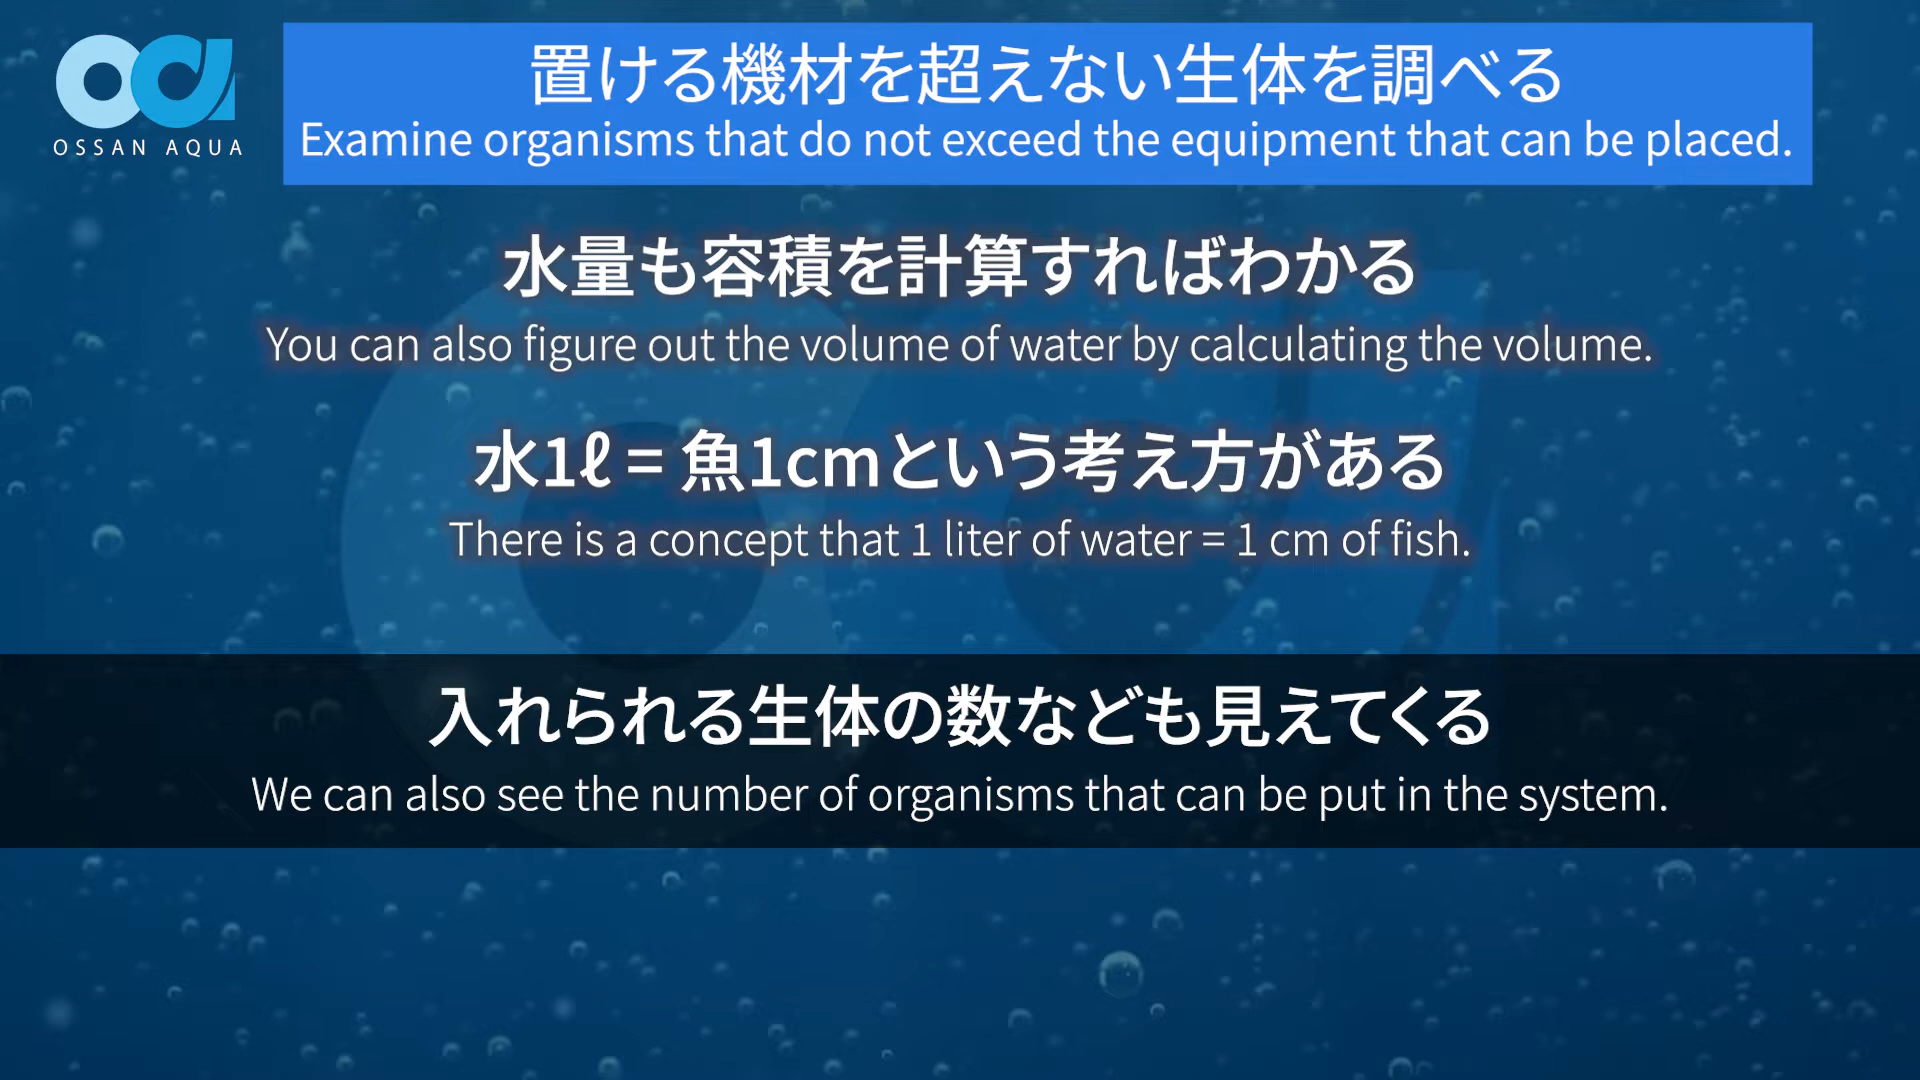 OSSAN AQUA
置ける機材を超えない生体を調べる
Examine organisms that do not exceed the equipment that can be placed.
水量も容積を計算すればわかる
You can also figure out the volume of water by calculating the volume.
水1ℓ = 魚1cmという考え方がある
There is a concept that 1 liter of water = 1 cm of fish.
入れられる生体の数なども見えてくる
We can also see the number of organisms that can be put in the system.